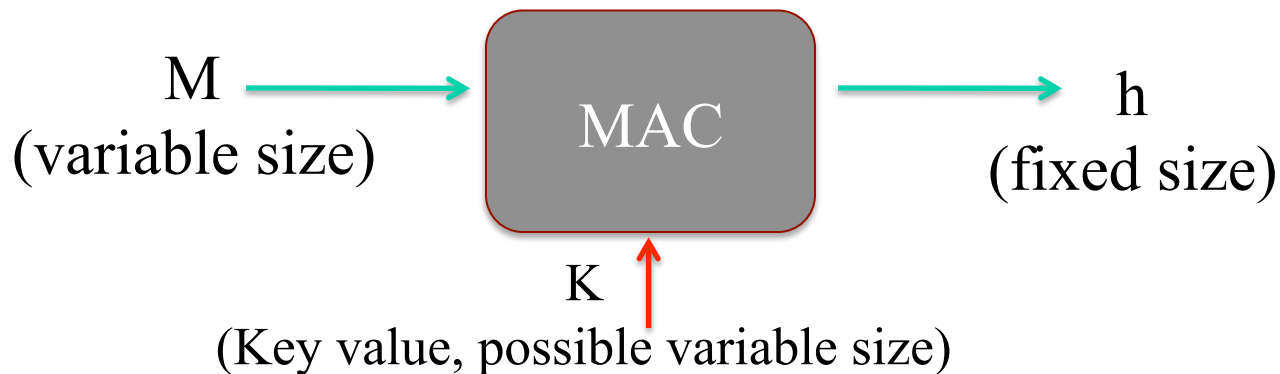 M
(variable size)
MAC
h
(fixed size)
K
(Key value, possible variable size)